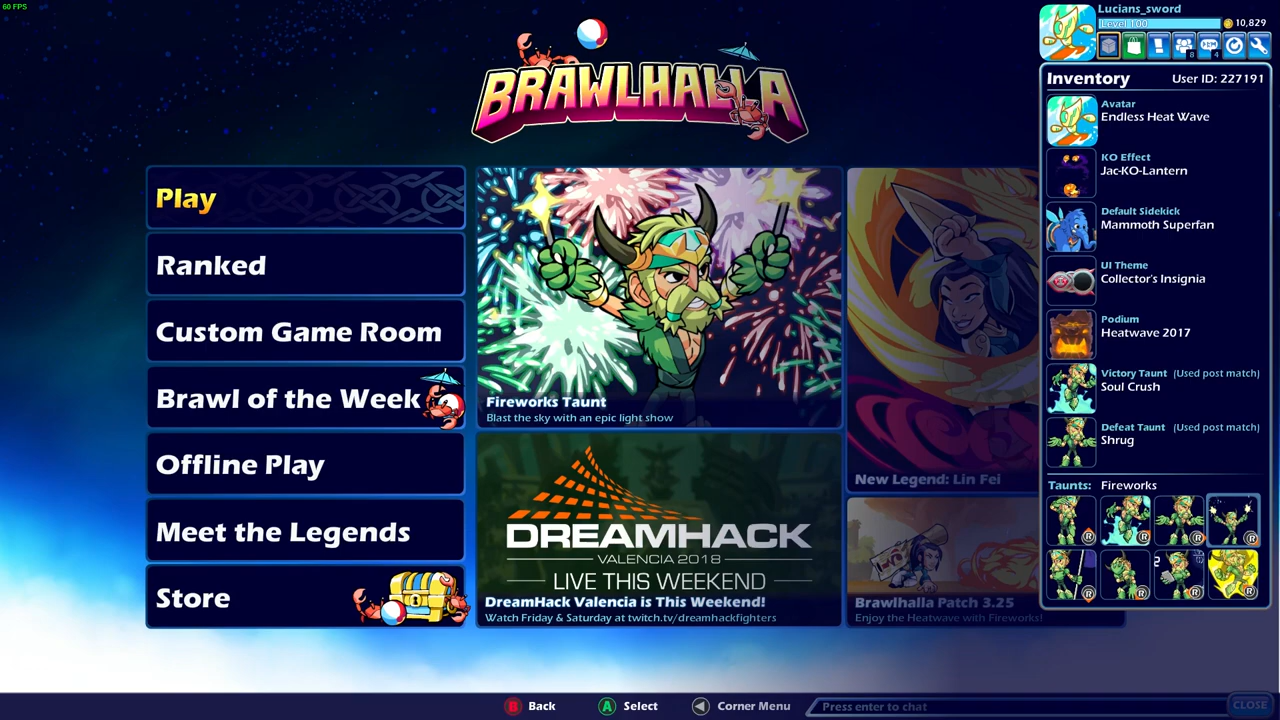 60 FPS
BRAWLHALLA
Play
Ranked
Custom Game Room
Brawl of the Week
Offline Play
Meet the Legends
Store
Fireworks Taunt
Blast the sky with an epic light show
DREAMHACK
VALENCIA 2018
LIVE THIS WEEKEND
DreamHack Valencia is This Weekend!
Watch Friday & Saturday at twitch.tv/dreamhackfighters
New Legend: Lin Fei
Brawlhalla Patch 3.25
Enjoy the Heatwave with Fireworks!
Lucians_sword
Level 100
10,829
8
4
Inventory
User ID: 227191
Avatar
Endless Heat Wave
KO Effect
Jac-KO-Lantern
Default Sidekick
Mammoth Superfan
UI Theme
Collector's Insignia
Podium
Heatwave 2017
Victory Taunt (Used post match)
Soul Crush
Defeat Taunt (Used post match)
Shrug
Taunts: Fireworks
R R R R
R R R R
B Back
A Select
Corner Menu
Press enter to chat
CLOSE